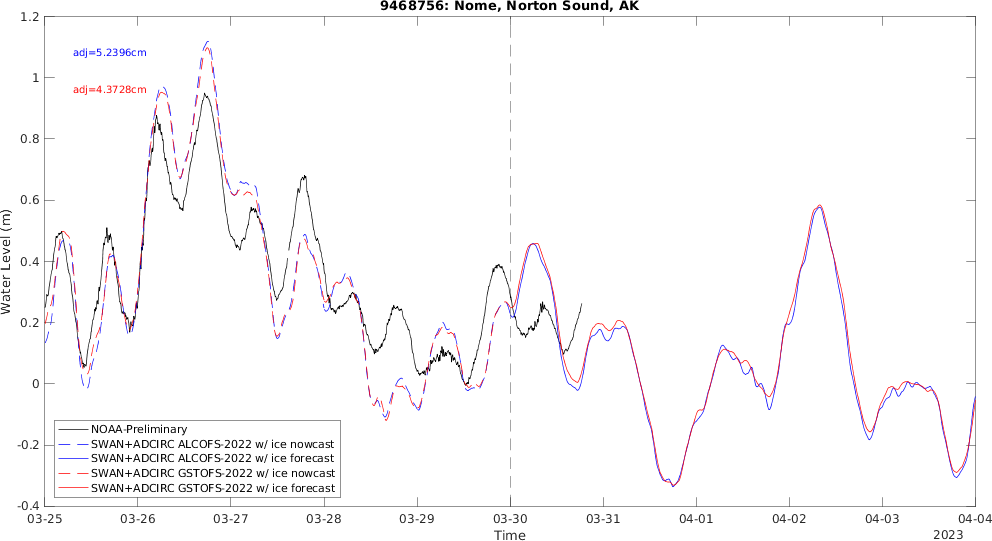 9468756: Nome, Norton Sound, AK
1.2
adj=5.2396cm
1
adj=4.3728cm
0.8
0.6
0.4
0.2
0
-0.2
-0.4
Water Level (m)
NOAA-Preliminary
SWAN+ADCIRC ALCOFS-2022 w/ ice nowcast
SWAN+ADCIRC ALCOFS-2022 w/ ice forecast
SWAN+ADCIRC GSTOFS-2022 w/ ice nowcast
SWAN+ADCIRC GSTOFS-2022 w/ ice forecast
03-25 03-26 03-27 03-28 03-29 03-30 03-31 04-01 04-02 04-03 04-04
Time
2023